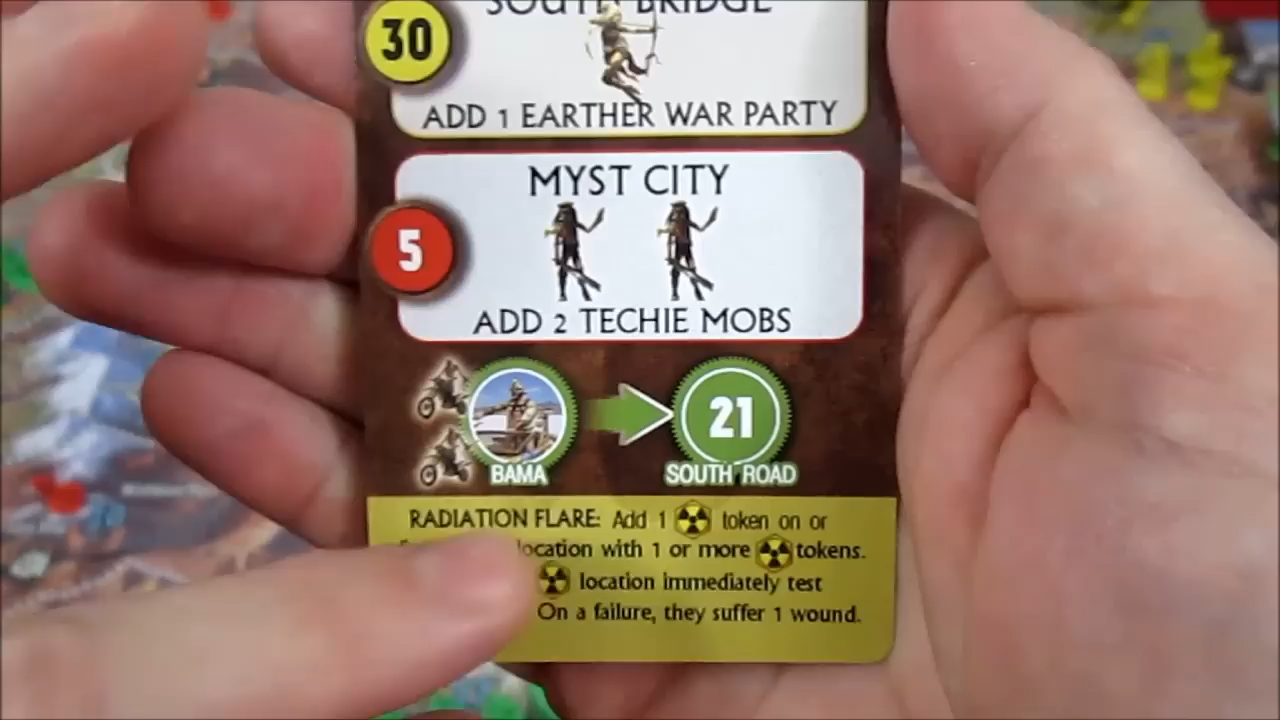 SOUTH BRIDGE
30
ADD 1 EARTHER WAR PARTY
MYST CITY
5
ADD 2 TECHIE MOBS
21
BAMA
SOUTH ROAD
RADIATION FLARE: Add 1 token on or
location with 1 or more tokens.
location immediately test
On a failure, they suffer 1 wound.